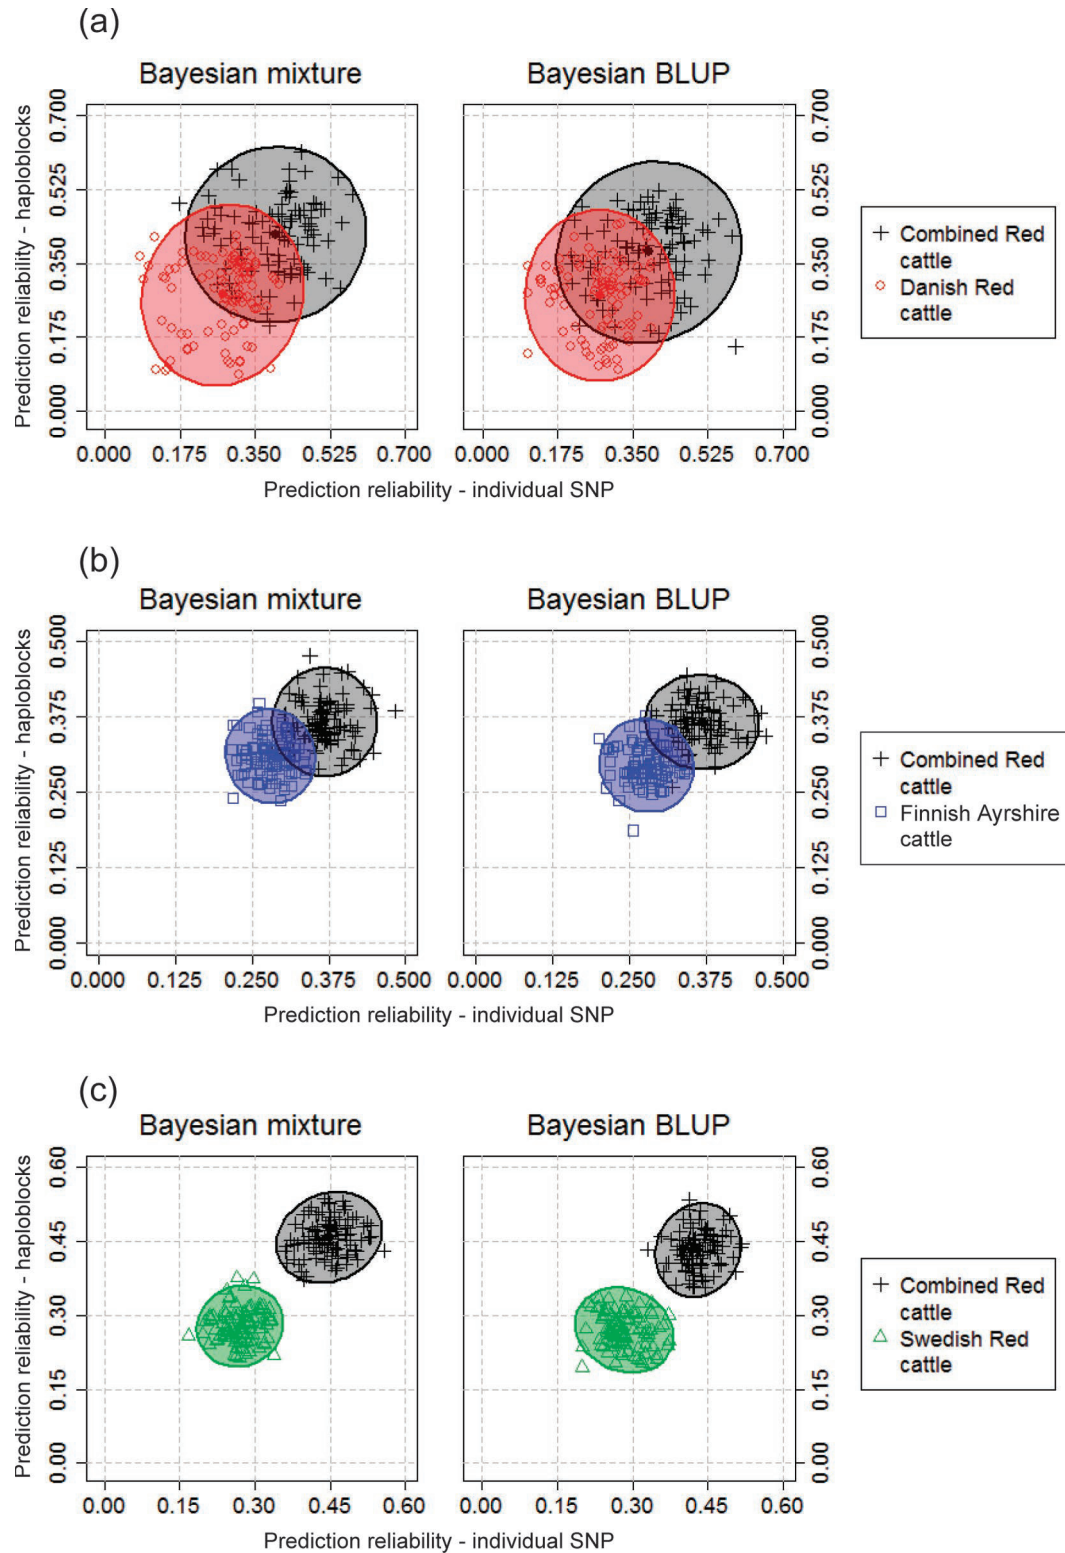 (a)
Bayesian mixture
Bayesian BLUP
Prediction reliability - haploblocks
0.700
0.525
0.350
0.175
0.000
0.700
0.525
0.350
0.175
0.000
0.000 0.175 0.350 0.525 0.700
0.000 0.175 0.350 0.525 0.700
Prediction reliability - individual SNP
Combined Red
cattle
Danish Red
cattle
(b)
Bayesian mixture
Bayesian BLUP
Prediction reliability - haploblocks
0.500
0.375
0.250
0.125
0.000
0.500
0.375
0.250
0.125
0.000
0.000 0.125 0.250 0.375 0.500
0.000 0.125 0.250 0.375 0.500
Prediction reliability - individual SNP
Combined Red
cattle
Finnish Ayrshire
cattle
(c)
Bayesian mixture
Bayesian BLUP
Prediction reliability - haploblocks
0.60
0.45
0.30
0.15
0.00
0.60
0.45
0.30
0.15
0.00
0.00 0.15 0.30 0.45 0.60
0.00 0.15 0.30 0.45 0.60
Prediction reliability - individual SNP
Combined Red
cattle
Swedish Red
cattle